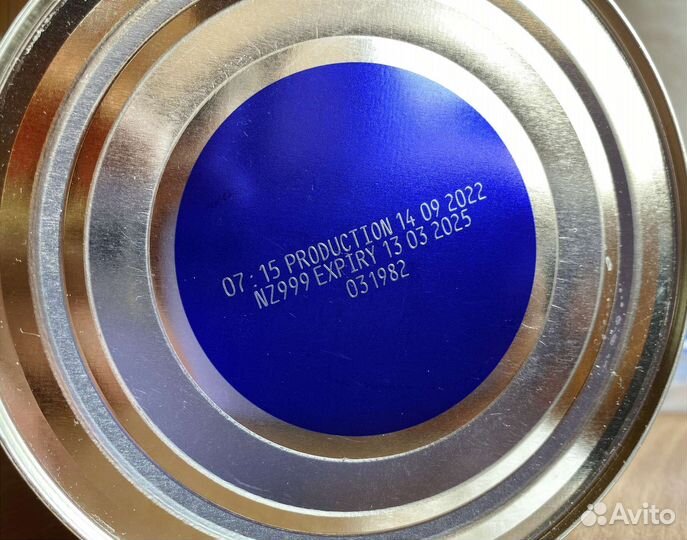 07:15 PRODUCTION 14 09 2022
NZ999 EXPIRY 13 03 2025
031982
Avito